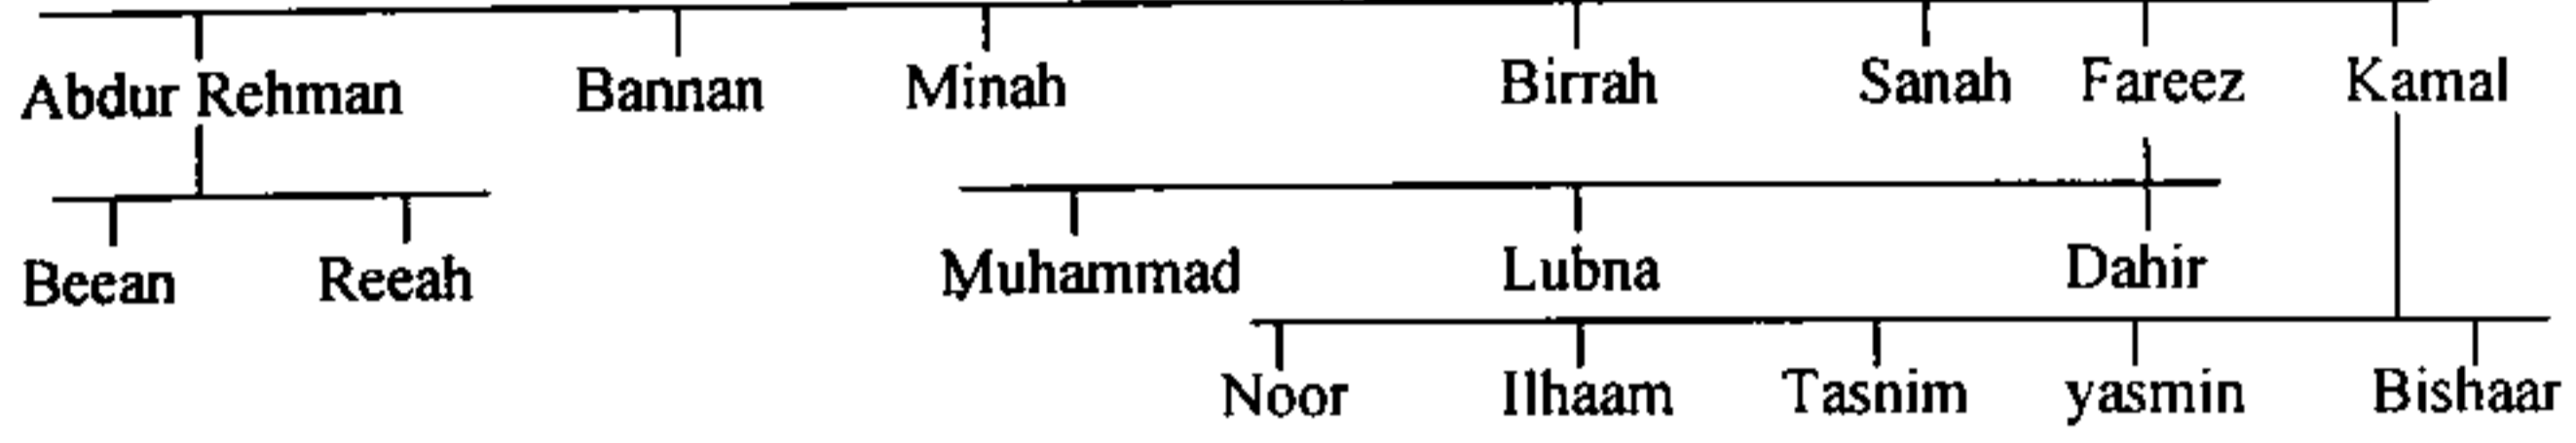 Abdur Rehman Bannan Minah Birrah Sanah Fareez Kamal
Beean Reeah Muhammad Lubna Dahir
Noor Ilhaam Tasnim yasmin Bishaar